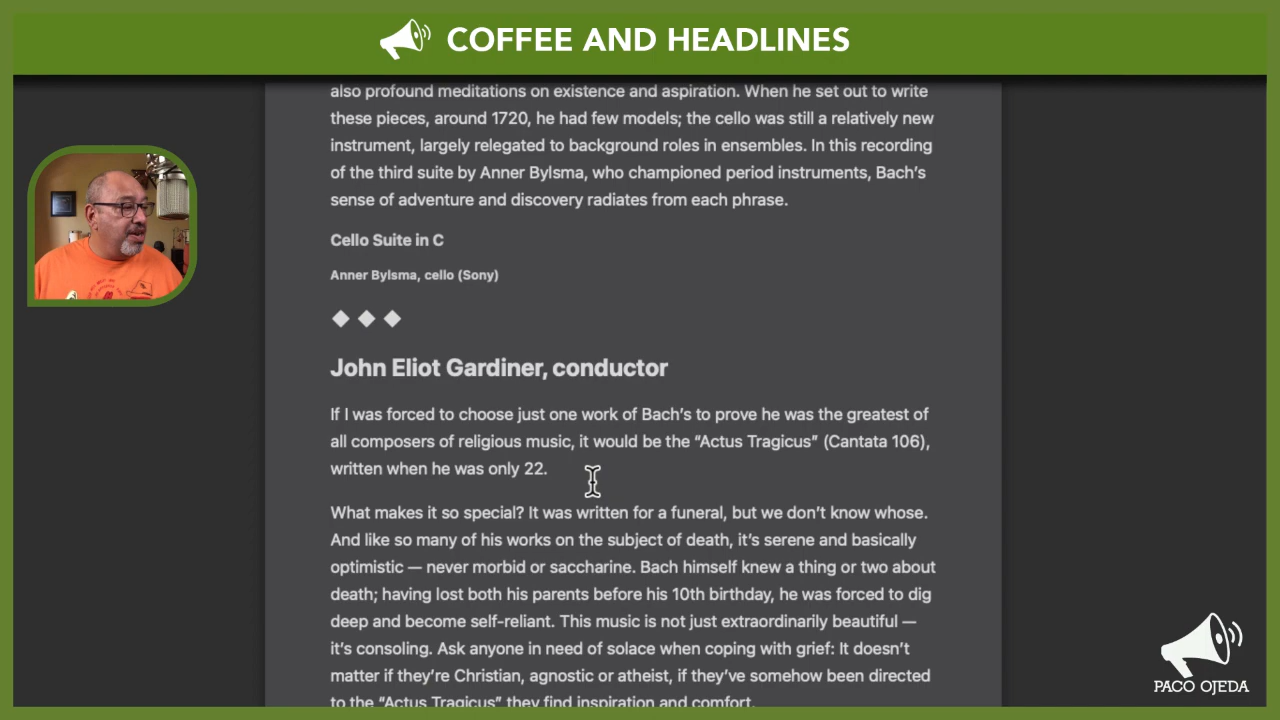 COFFEE AND HEADLINES
also profound meditations on existence and aspiration. When he set out to write
these pieces, around 1720, he had few models; the cello was still a relatively new
instrument, largely relegated to background roles in ensembles. In this recording
of the third suite by Anner Bylsma, who championed period instruments, Bach’s
sense of adventure and discovery radiates from each phrase.
Cello Suite in C
Anner Bylsma, cello (Sony)
John Eliot Gardiner, conductor
If I was forced to choose just one work of Bach’s to prove he was the greatest of
all composers of religious music, it would be the “Actus Tragicus” (Cantata 106),
written when he was only 22.
What makes it so special? It was written for a funeral, but we don’t know whose.
And like so many of his works on the subject of death, it’s serene and basically
optimistic — never morbid or saccharine. Bach himself knew a thing or two about
death; having lost both his parents before his 10th birthday, he was forced to dig
deep and become self-reliant. This music is not just extraordinarily beautiful —
it’s consoling. Ask anyone in need of solace when coping with grief: It doesn’t
matter if they’re Christian, agnostic or atheist, if they’ve somehow been directed
to the “Actus Tragicus” they find inspiration and comfort.
PACO OJEDA